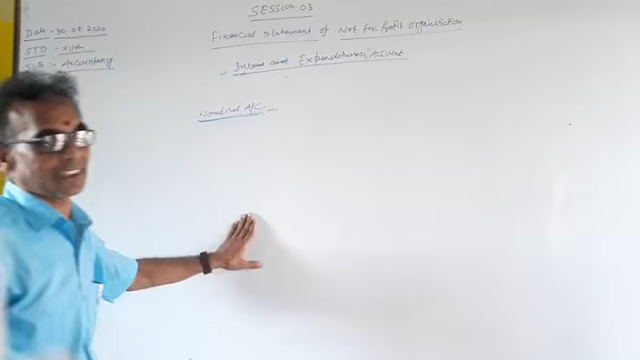 SESSION. 03
Date - 30.07.2020
STD - XIIth
SUB - Accountancy
Financial statement of Not For Profit organisation
Income and Expenditure Account
Nominal A/C -